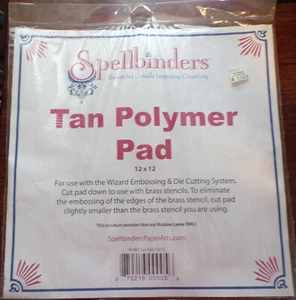 Spellbinders
Tan Polymer
Pad
12 x 12
For use with the Wizard Embossing & Die Cutting System.
Cut pad down to use with brass stencils. To eliminate
the embossing of the edges of the brass stencil, cut pad
slightly smaller than the brass stencil you are using.
This product contains Natural Rubber Latex (NRL)
SpellbindersPaperArts.com